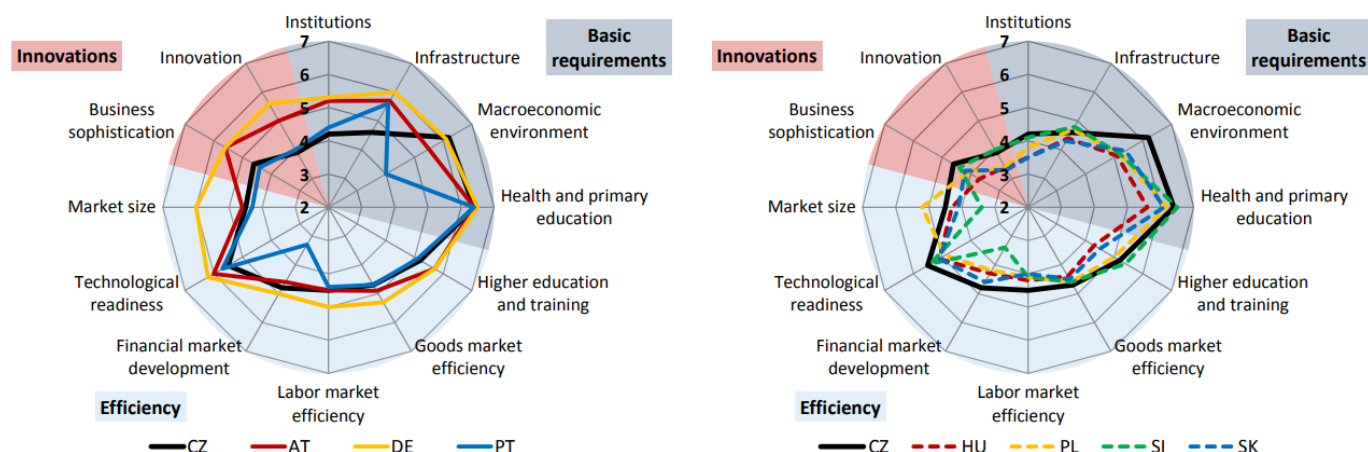 Institutions
7
Innovations
Innovation
Basic
requirements
6
Infrastructure
5
Business
sophistication
Macroeconomic
environment
4
3
Market size
2
Health and primary
education
Technological
readiness
Higher education
and training
Financial market
development
Goods market
efficiency
Labor market
efficiency
Efficiency
CZ AT DE PT
Institutions
7
Innovations
Innovation
Basic
requirements
6
Infrastructure
5
Business
sophistication
Macroeconomic
environment
4
3
Market size
2
Health and primary
education
Technological
readiness
Higher education
and training
Financial market
development
Goods market
efficiency
Labor market
efficiency
Efficiency
CZ HU PL SI SK